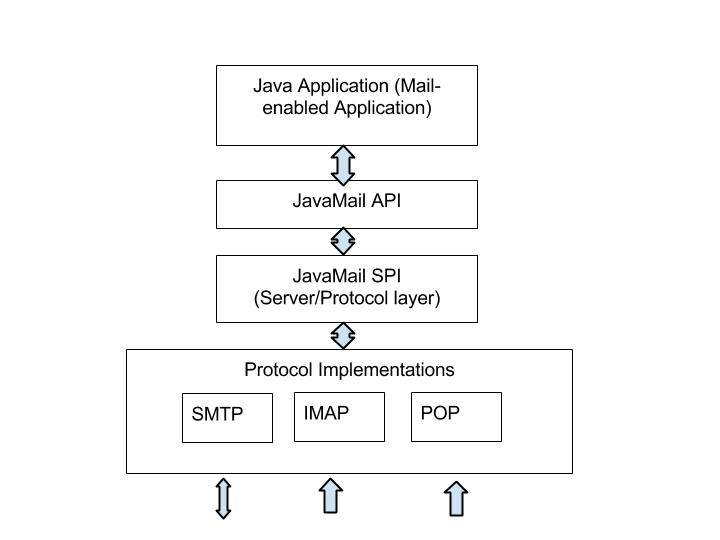 Java Application (Mail-
enabled Application)
JavaMail API
JavaMail SPI
(Server/Protocol layer)
Protocol Implementations
SMTP
IMAP
POP